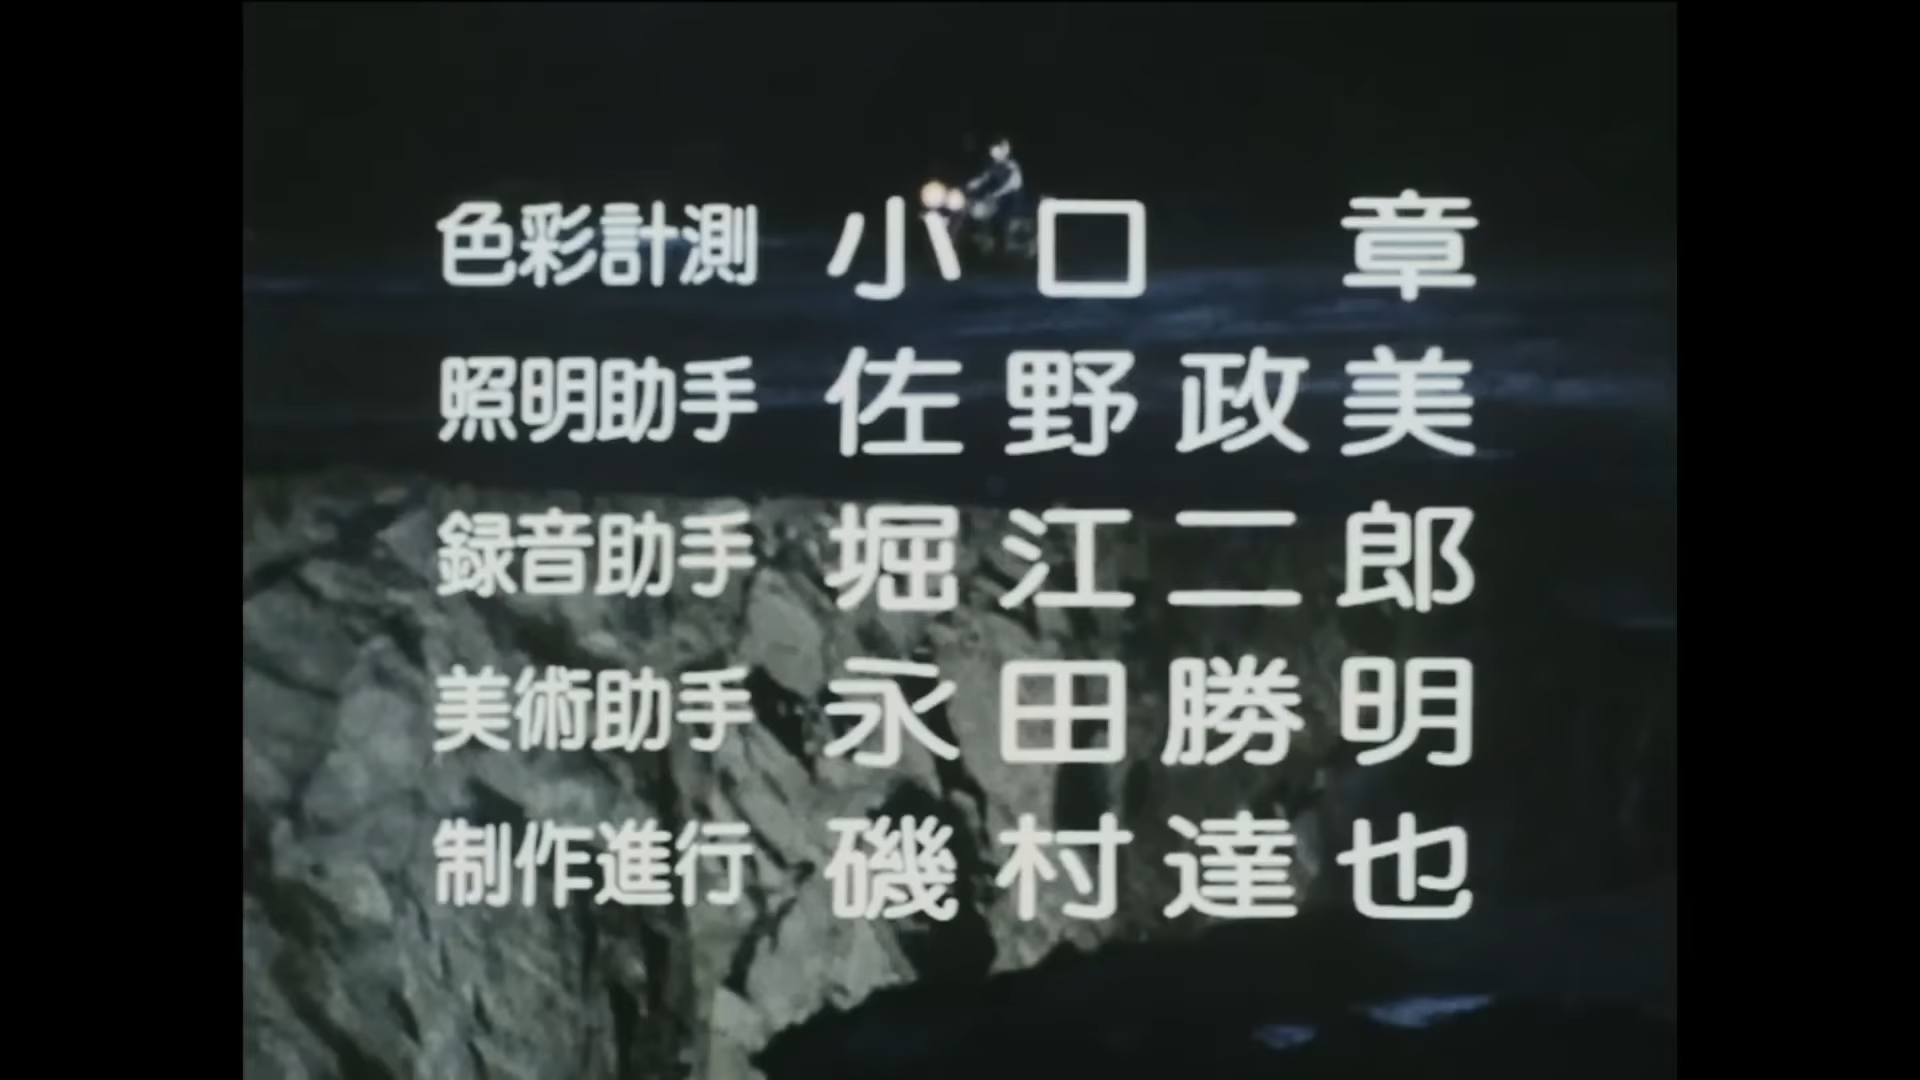 色彩計測 小口 章
照明助手 佐野政美
録音助手 堀江二郎
美術助手 永田勝明
制作進行 磯村達也